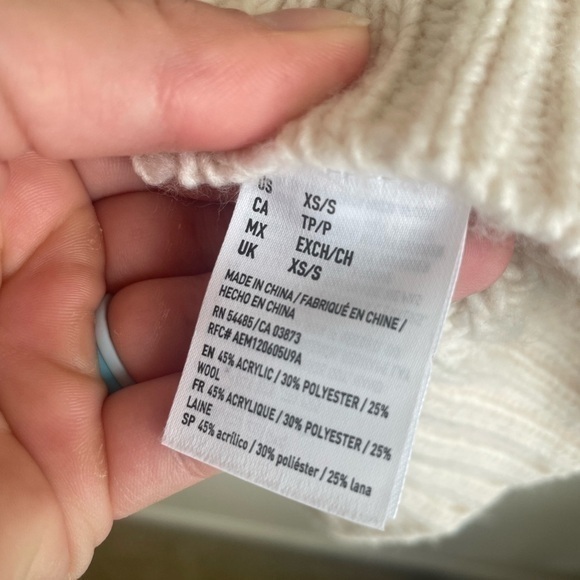 US XS/S
CA TP/P
MX EXCH/CH
UK XS/S
MADE IN CHINA / FABRIQUÉ EN CHINE /
HECHO EN CHINA
RN 54485 / CA 03873
RFC# AEM120605U9A
EN 45% ACRYLIC / 30% POLYESTER / 25%
WOOL
FR 45% ACRYLIQUE / 30% POLYESTER / 25%
LAINE
SP 45% acrílico / 30% poliéster / 25% lana